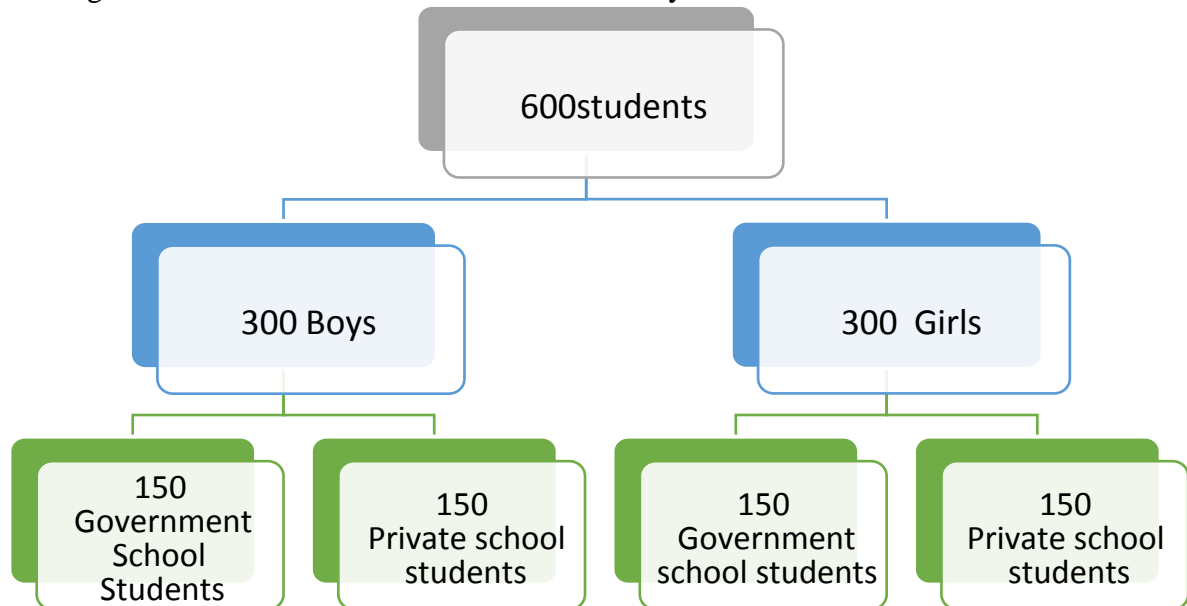 600students
300 Boys
300 Girls
150
Government
School
Students
150
Private school
students
150
Government
school students
150
Private school
students